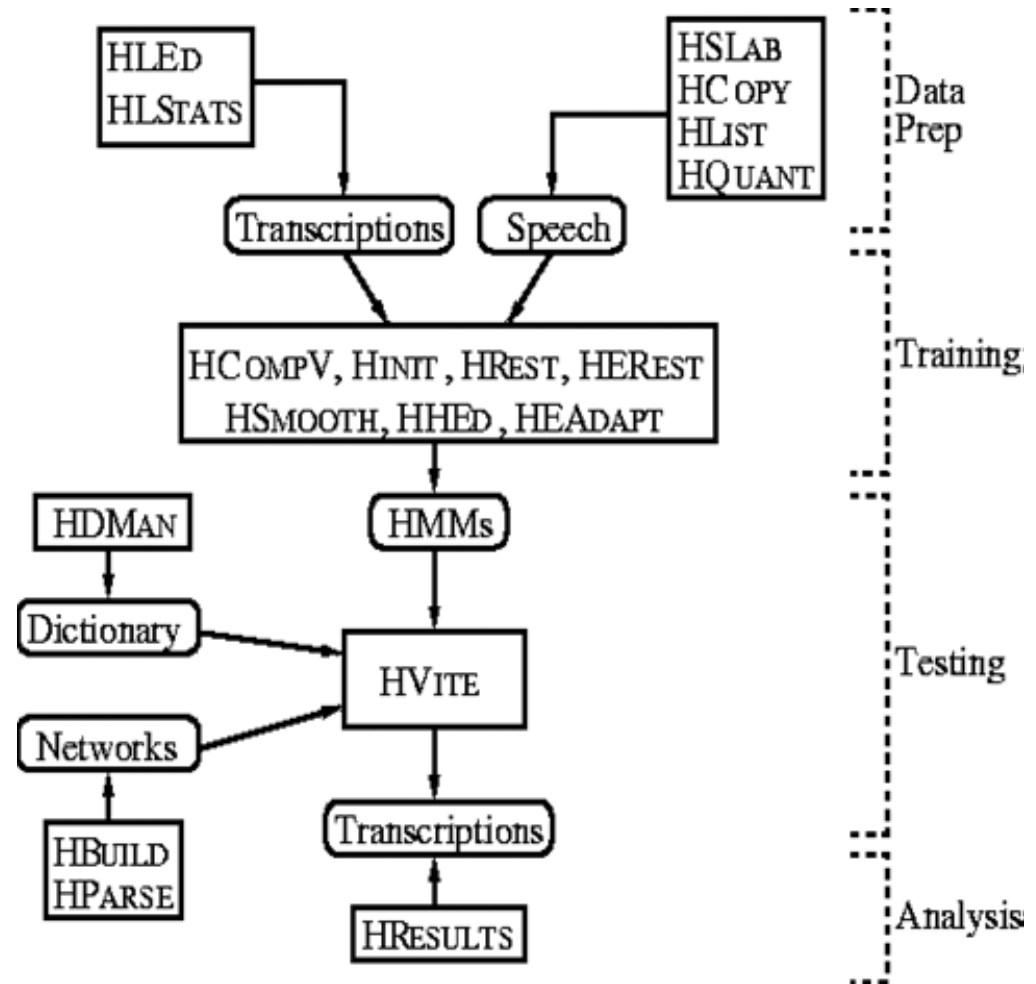 HLED
HLSTATS
HSLAB
HCOPY
HLIST
HQUANT
Data
Prep
Transcriptions
Speech
HCOMPV, HINIT, HREST, HEREST
HSMOOTH, HHED, HEADAPT
Training
HDMAN
HMMs
Dictionary
HVITE
Testing
Networks
Transcriptions
HBUILD
HPARSE
HRESULTS
Analysis